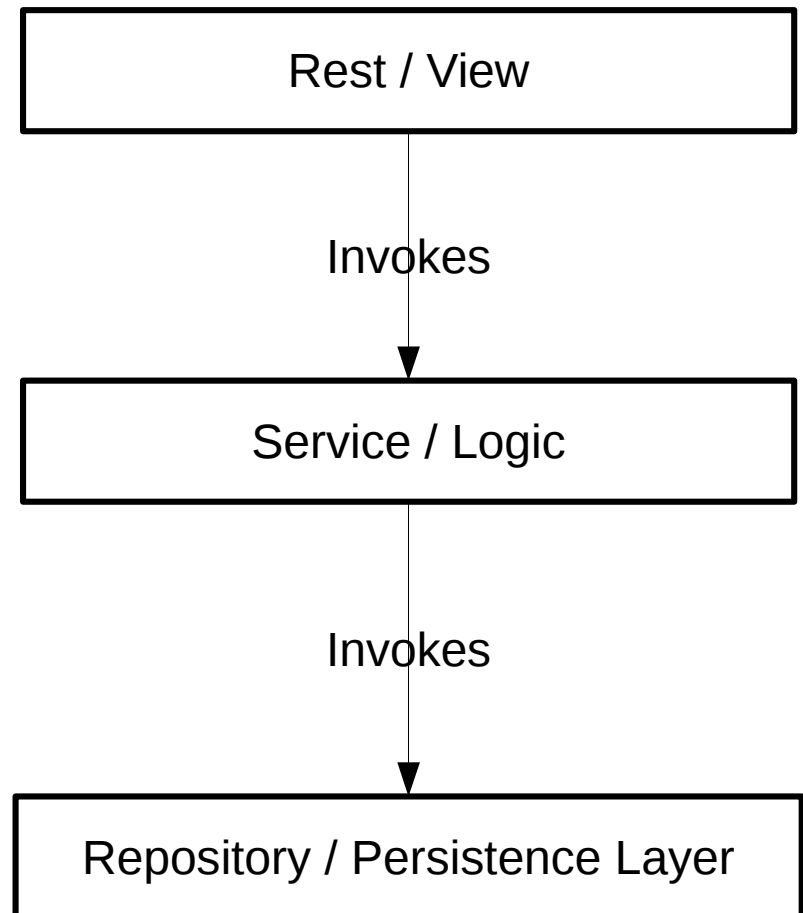 Rest / View
Invokes
Service / Logic
Invokes
Repository / Persistence Layer